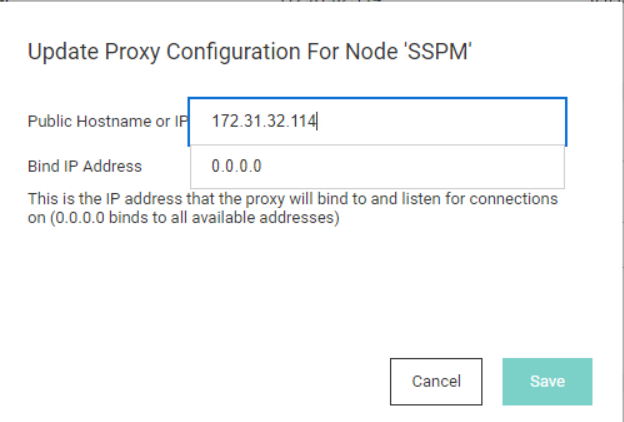 Update Proxy Configuration For Node 'SSPM'
Public Hostname or IP 172.31.32.114
Bind IP Address 0.0.0.0
This is the IP address that the proxy will bind to and listen for connections
on (0.0.0.0 binds to all available addresses)
Cancel Save